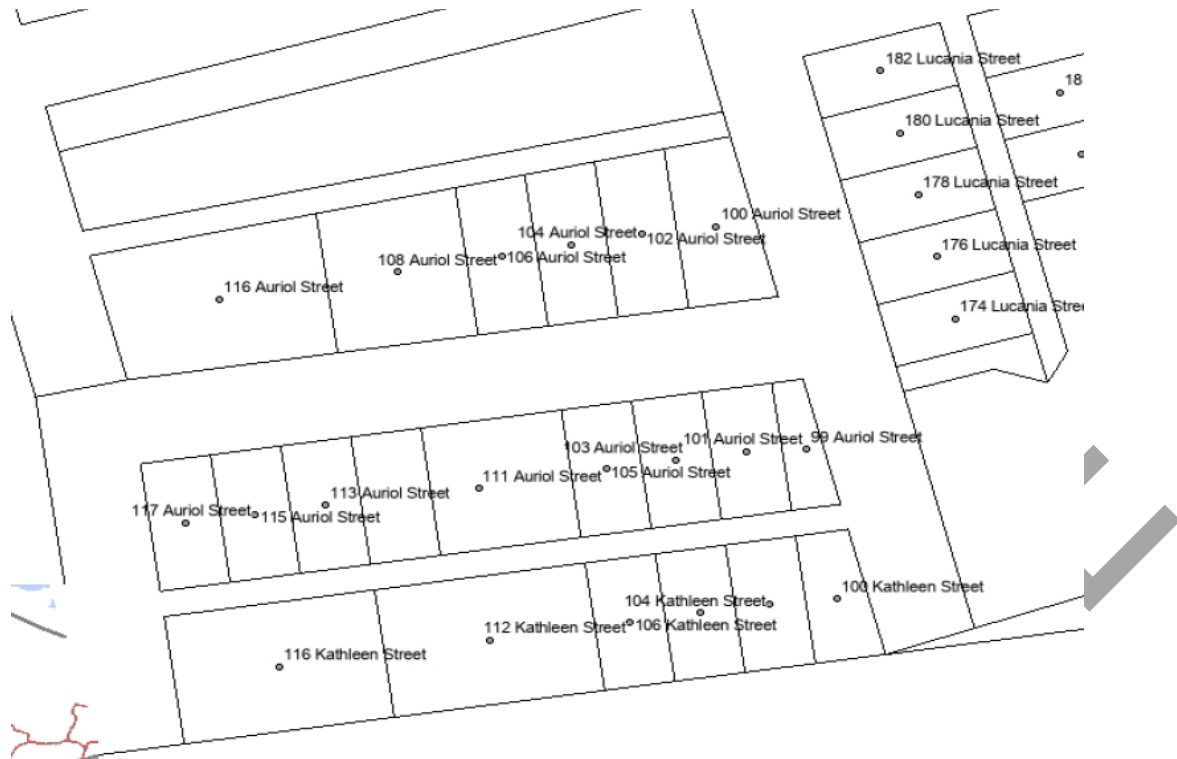 182 Lucania Street
18
180 Lucania Street
178 Lucania Street
100 Auriol Street
104 Auriol Street
102 Auriol Street
176 Lucania Street
108 Auriol Street
106 Auriol Street
116 Auriol Street
174 Lucania Stree
99 Auriol Street
101 Auriol Street
103 Auriol Street
105 Auriol Street
111 Auriol Street
113 Auriol Street
117 Auriol Street
115 Auriol Street
100 Kathleen Street
104 Kathleen Street
106 Kathleen Street
112 Kathleen Street
116 Kathleen Street